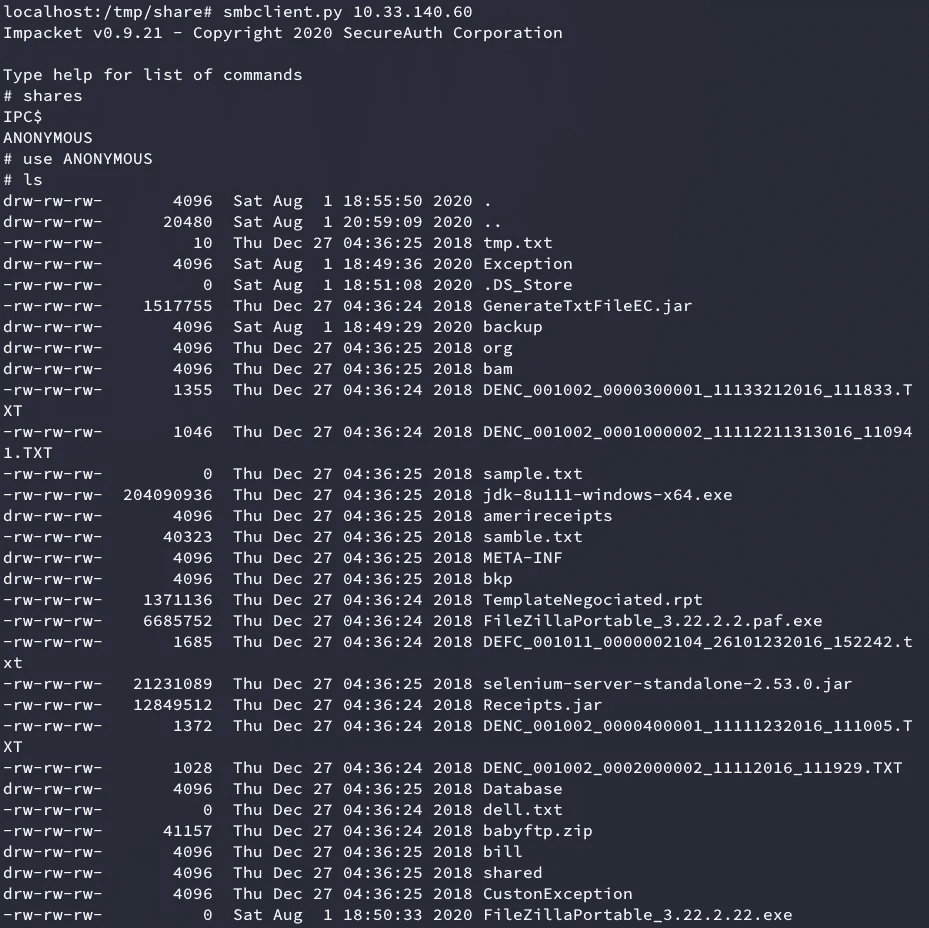 localhost:/tmp/share# smbclient.py 10.33.140.60
Impacket v0.9.21 - Copyright 2020 SecureAuth Corporation

Type help for list of commands
# shares
IPC$
ANONYMOUS
# use ANONYMOUS
# ls
drw-rw-rw-       4096  Sat Aug  1 18:55:50 2020 .
drw-rw-rw-      20480  Sat Aug  1 20:59:09 2020 ..
-rw-rw-rw-         10  Thu Dec 27 04:36:25 2018 tmp.txt
drw-rw-rw-       4096  Sat Aug  1 18:49:36 2020 Exception
-rw-rw-rw-          0  Sat Aug  1 18:51:08 2020 .DS_Store
-rw-rw-rw-    1517755  Thu Dec 27 04:36:24 2018 GenerateTxtFileEC.jar
drw-rw-rw-       4096  Sat Aug  1 18:49:29 2020 backup
drw-rw-rw-       4096  Thu Dec 27 04:36:25 2018 org
drw-rw-rw-       4096  Thu Dec 27 04:36:25 2018 bam
-rw-rw-rw-       1355  Thu Dec 27 04:36:24 2018 DENC_001002_0000300001_11133212016_111833.T
XT
-rw-rw-rw-       1046  Thu Dec 27 04:36:24 2018 DENC_001002_0001000002_11112211313016_11094
1.TXT
-rw-rw-rw-          0  Thu Dec 27 04:36:25 2018 sample.txt
-rw-rw-rw-  204090936  Thu Dec 27 04:36:25 2018 jdk-8u111-windows-x64.exe
drw-rw-rw-       4096  Thu Dec 27 04:36:25 2018 amerireceipts
-rw-rw-rw-      40323  Thu Dec 27 04:36:25 2018 samble.txt
drw-rw-rw-       4096  Thu Dec 27 04:36:25 2018 META-INF
drw-rw-rw-       4096  Thu Dec 27 04:36:25 2018 bkp
-rw-rw-rw-    1371136  Thu Dec 27 04:36:24 2018 TemplateNegociated.rpt
-rw-rw-rw-    6685752  Thu Dec 27 04:36:24 2018 FileZillaPortable_3.22.2.2.paf.exe
-rw-rw-rw-       1685  Thu Dec 27 04:36:24 2018 DEFC_001011_0000002104_26101232016_152242.t
xt
-rw-rw-rw-   21231089  Thu Dec 27 04:36:25 2018 selenium-server-standalone-2.53.0.jar
-rw-rw-rw-   12849512  Thu Dec 27 04:36:24 2018 Receipts.jar
-rw-rw-rw-       1372  Thu Dec 27 04:36:24 2018 DENC_001002_0000400001_11111232016_111005.T
XT
-rw-rw-rw-       1028  Thu Dec 27 04:36:24 2018 DENC_001002_0002000002_11112016_111929.TXT
drw-rw-rw-       4096  Thu Dec 27 04:36:25 2018 Database
-rw-rw-rw-          0  Thu Dec 27 04:36:24 2018 dell.txt
-rw-rw-rw-      41157  Thu Dec 27 04:36:24 2018 babyftp.zip
drw-rw-rw-       4096  Thu Dec 27 04:36:25 2018 bill
drw-rw-rw-       4096  Thu Dec 27 04:36:25 2018 shared
drw-rw-rw-       4096  Thu Dec 27 04:36:24 2018 CustonException
-rw-rw-rw-          0  Sat Aug  1 18:50:33 2020 FileZillaPortable_3.22.2.22.exe